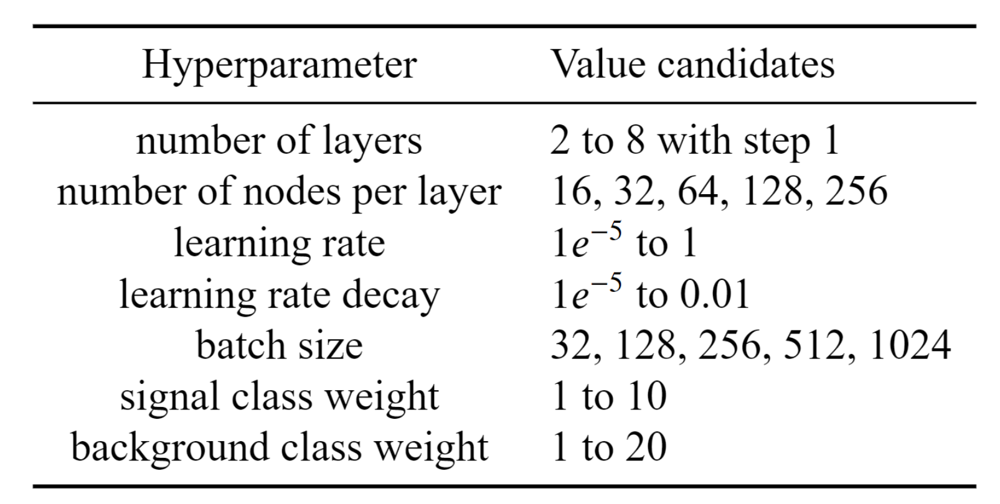 Hyperparameter Value candidates
number of layers 2 to 8 with step 1
number of nodes per layer 16, 32, 64, 128, 256
learning rate 1e⁻⁵ to 1
learning rate decay 1e⁻⁵ to 0.01
batch size 32, 128, 256, 512, 1024
signal class weight 1 to 10
background class weight 1 to 20